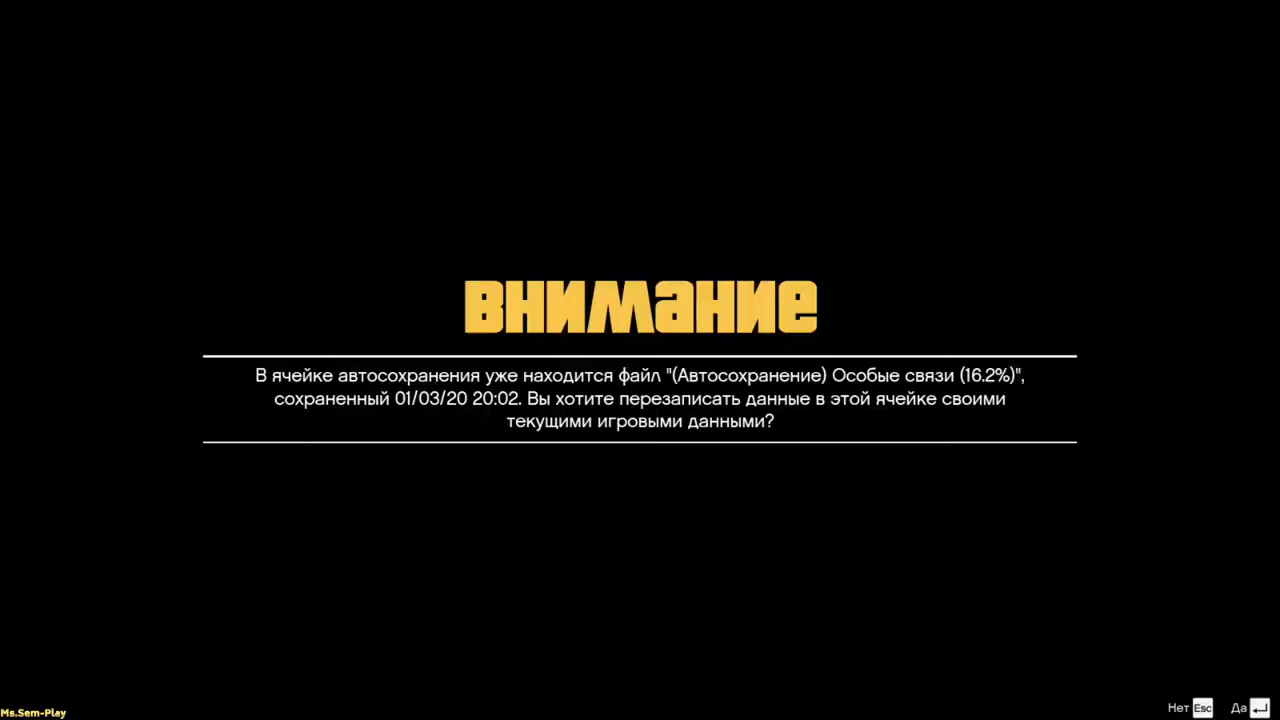 ВНИМАНИЕ
В ячейке автосохранения уже находится файл "(Автосохранение) Особые связи (16.2%)",
сохраненный 01/03/20 20:02. Вы хотите перезаписать данные в этой ячейке своими
текущими игровыми данными?
Ms.Sem-Play
Нет Esc Да